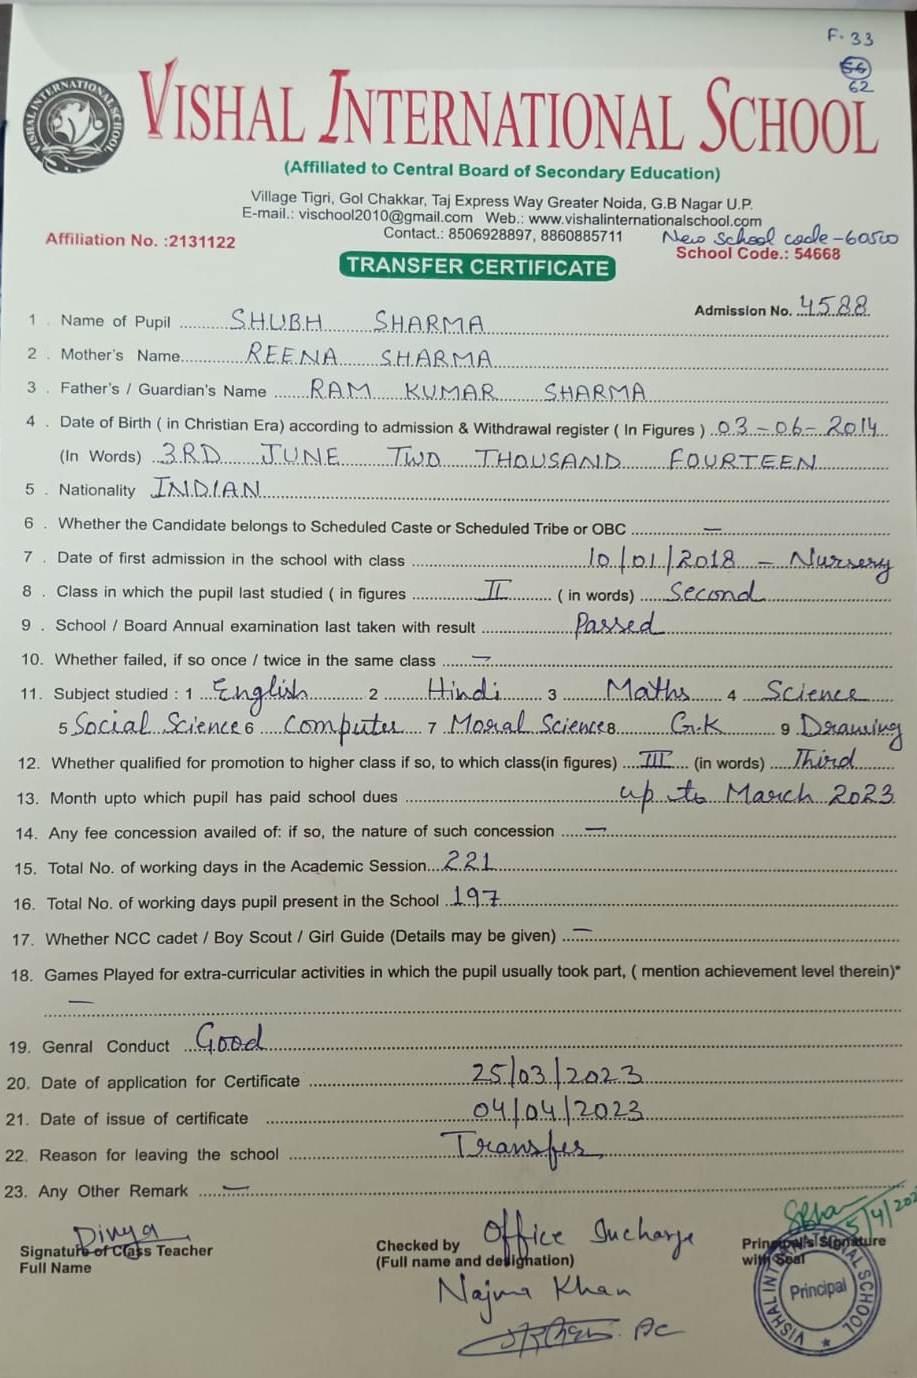 F. 33
62
VISHAL INTERNATIONAL SCHOOL
VISHAL INTERNATIONAL SCHOOL
(Affiliated to Central Board of Secondary Education)
Village Tigri, Gol Chakkar, Taj Express Way Greater Noida, G.B Nagar U.P.
E-mail.: vischool2010@gmail.com Web.: www.vishalinternationalschool.com
Contact.: 8506928897, 8860885711
New School code-60500
Affiliation No. :2131122
School Code.: 54668
TRANSFER CERTIFICATE
Admission No. 4588
1 . Name of Pupil SHUBH SHARMA
2 . Mother's Name REENA SHARMA
3 . Father's / Guardian's Name RAM KUMAR SHARMA
4 . Date of Birth ( in Christian Era) according to admission & Withdrawal register ( In Figures ) 03-06-2014
(In Words) 3RD JUNE TWO THOUSAND FOURTEEN
5 . Nationality INDIAN
6 . Whether the Candidate belongs to Scheduled Caste or Scheduled Tribe or OBC —
7 . Date of first admission in the school with class 10/01/2018 - Nursery
8 . Class in which the pupil last studied ( in figures II ( in words) Second
9 . School / Board Annual examination last taken with result Passed
10. Whether failed, if so once / twice in the same class —
11. Subject studied : 1 English 2 Hindi 3 Maths 4 Science
5 Social Science 6 Computer 7 Moral Science 8 G.K 9 Drawing
12. Whether qualified for promotion to higher class if so, to which class(in figures) III (in words) Third
13. Month upto which pupil has paid school dues up to March 2023
14. Any fee concession availed of: if so, the nature of such concession —
15. Total No. of working days in the Academic Session 221
16. Total No. of working days pupil present in the School 197
17. Whether NCC cadet / Boy Scout / Girl Guide (Details may be given) —
18. Games Played for extra-curricular activities in which the pupil usually took part, ( mention achievement level therein)*
—
19. Genral Conduct Good
20. Date of application for Certificate 25/03/2023
21. Date of issue of certificate 04/04/2023
22. Reason for leaving the school Transfer
23. Any Other Remark —
Divya
Signature of Class Teacher
Full Name
Checked by Office Incharge
(Full name and designation)
Najma Khan
5/4/202
Principal's Signature
with Seal
VISHAL INTERNATIONAL SCHOOL
Principal